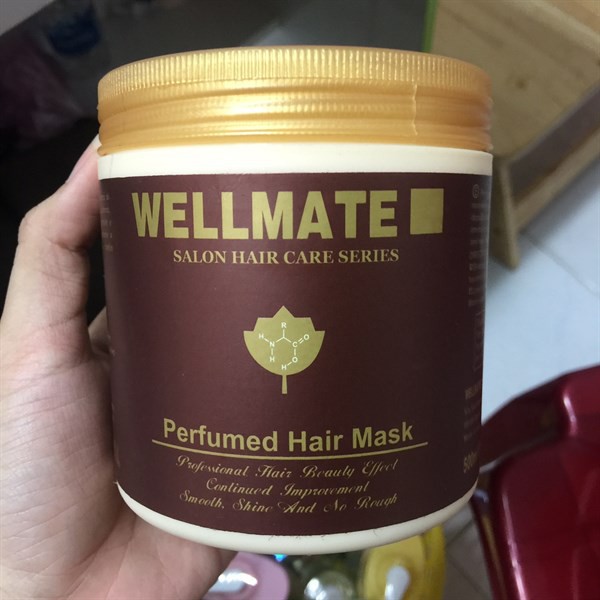 WELLMATE
SALON HAIR CARE SERIES
R
H N C O
H H O
Perfumed Hair Mask
Professional Hair Beauty Effect
Continued Improvement
Smooth, Shine And No Rough